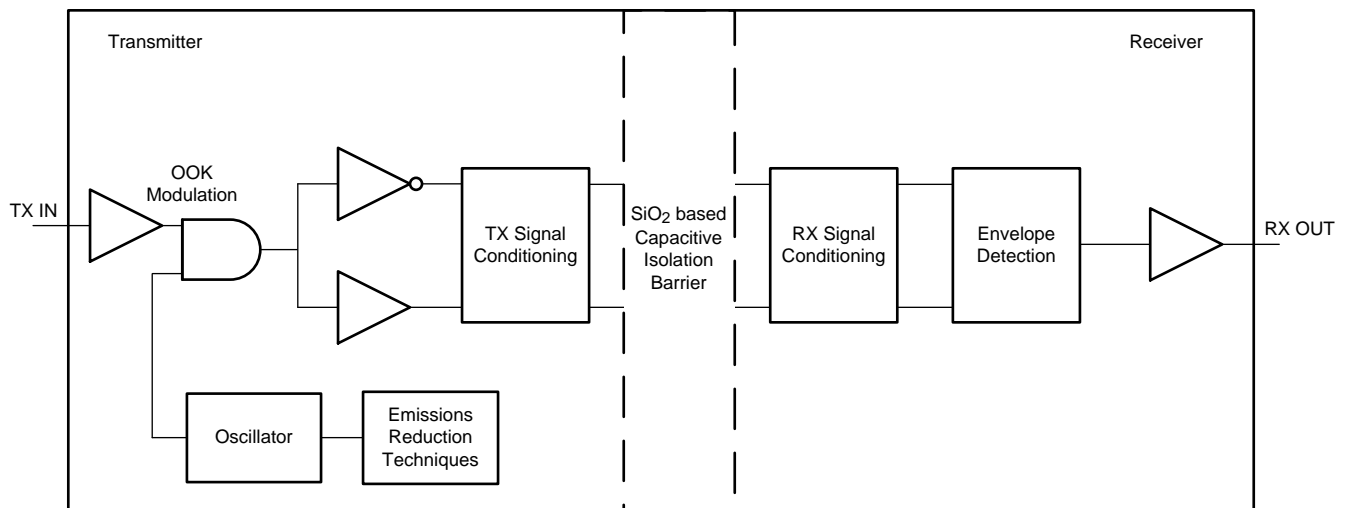 Transmitter
Receiver
OOK
Modulation
TX IN
TX Signal
Conditioning
SiO2 based
Capacitive
Isolation
Barrier
RX Signal
Conditioning
Envelope
Detection
RX OUT
Oscillator
Emissions
Reduction
Techniques